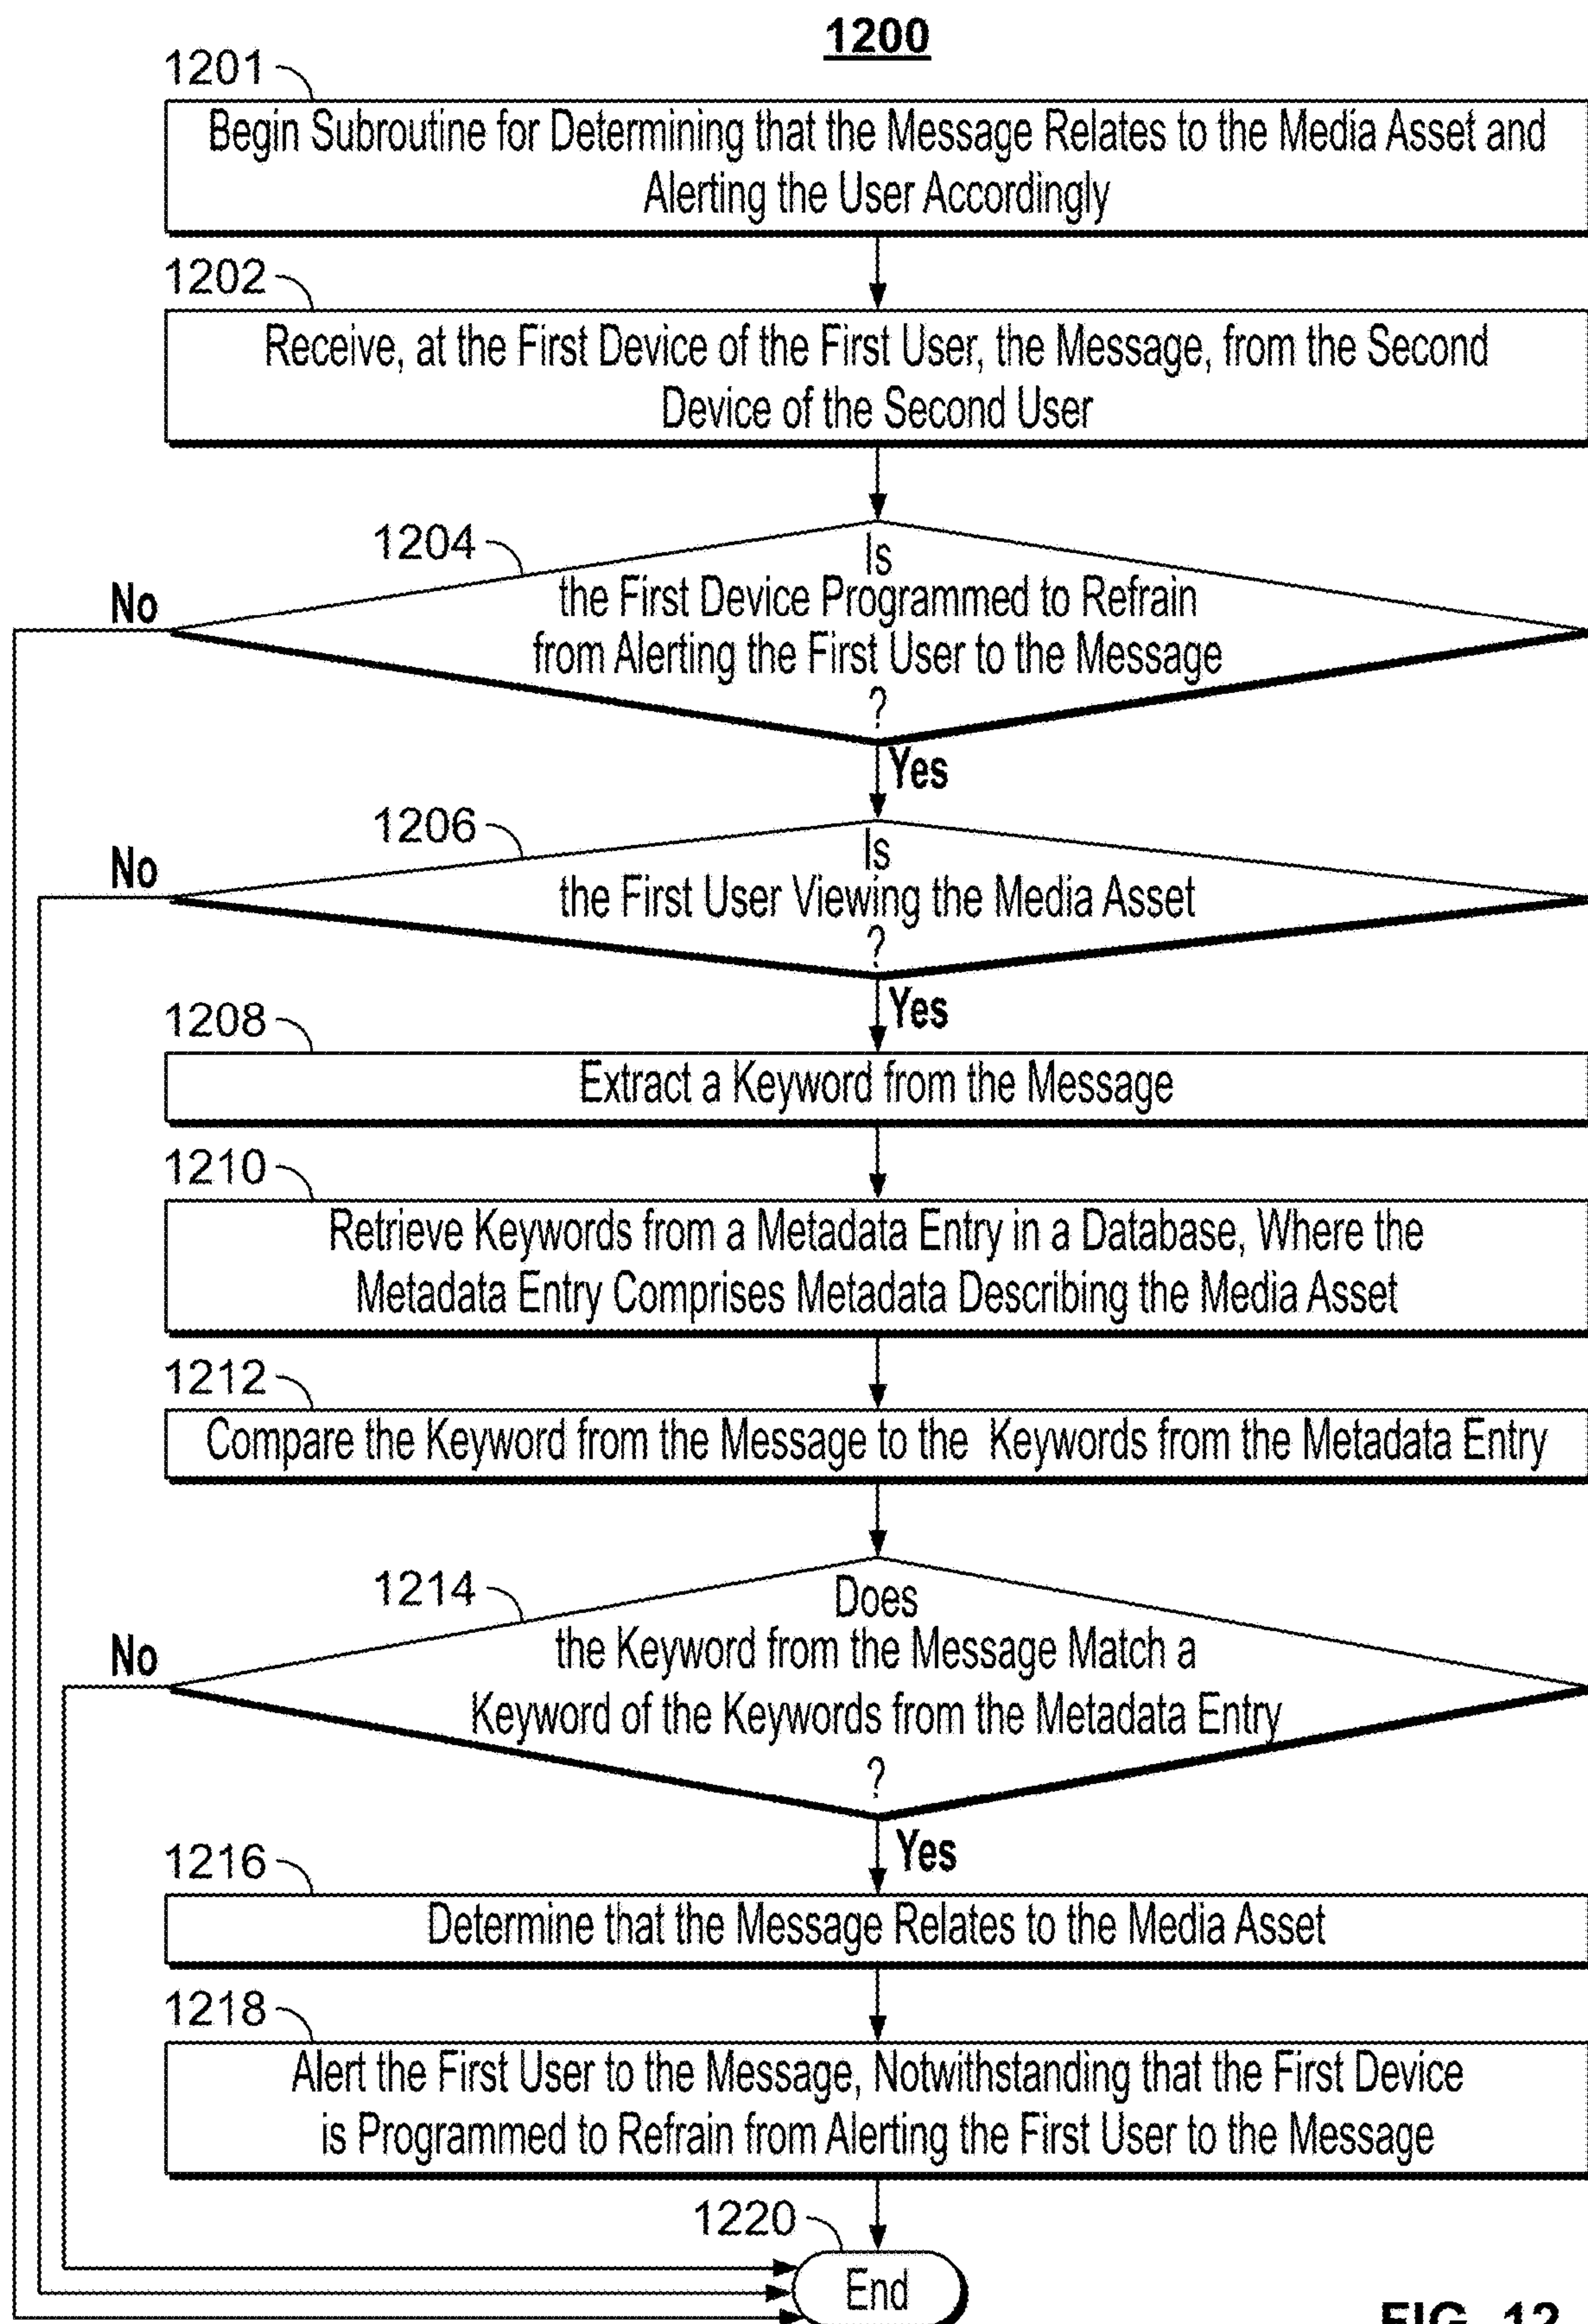 1200
1201
Begin Subroutine for Determining that the Message Relates to the Media Asset and
Alerting the User Accordingly
1202
Receive, at the First Device of the First User, the Message, from the Second
Device of the Second User
1204
Is
the First Device Programmed to Refrain
from Alerting the First User to the Message
?
No
Yes
1206
Is
the First User Viewing the Media Asset
?
No
Yes
1208
Extract a Keyword from the Message
1210
Retrieve Keywords from a Metadata Entry in a Database, Where the
Metadata Entry Comprises Metadata Describing the Media Asset
1212
Compare the Keyword from the Message to the Keywords from the Metadata Entry
1214
Does
the Keyword from the Message Match a
Keyword of the Keywords from the Metadata Entry
?
No
Yes
1216
Determine that the Message Relates to the Media Asset
1218
Alert the First User to the Message, Notwithstanding that the First Device
is Programmed to Refrain from Alerting the First User to the Message
1220
End
FIG. 12